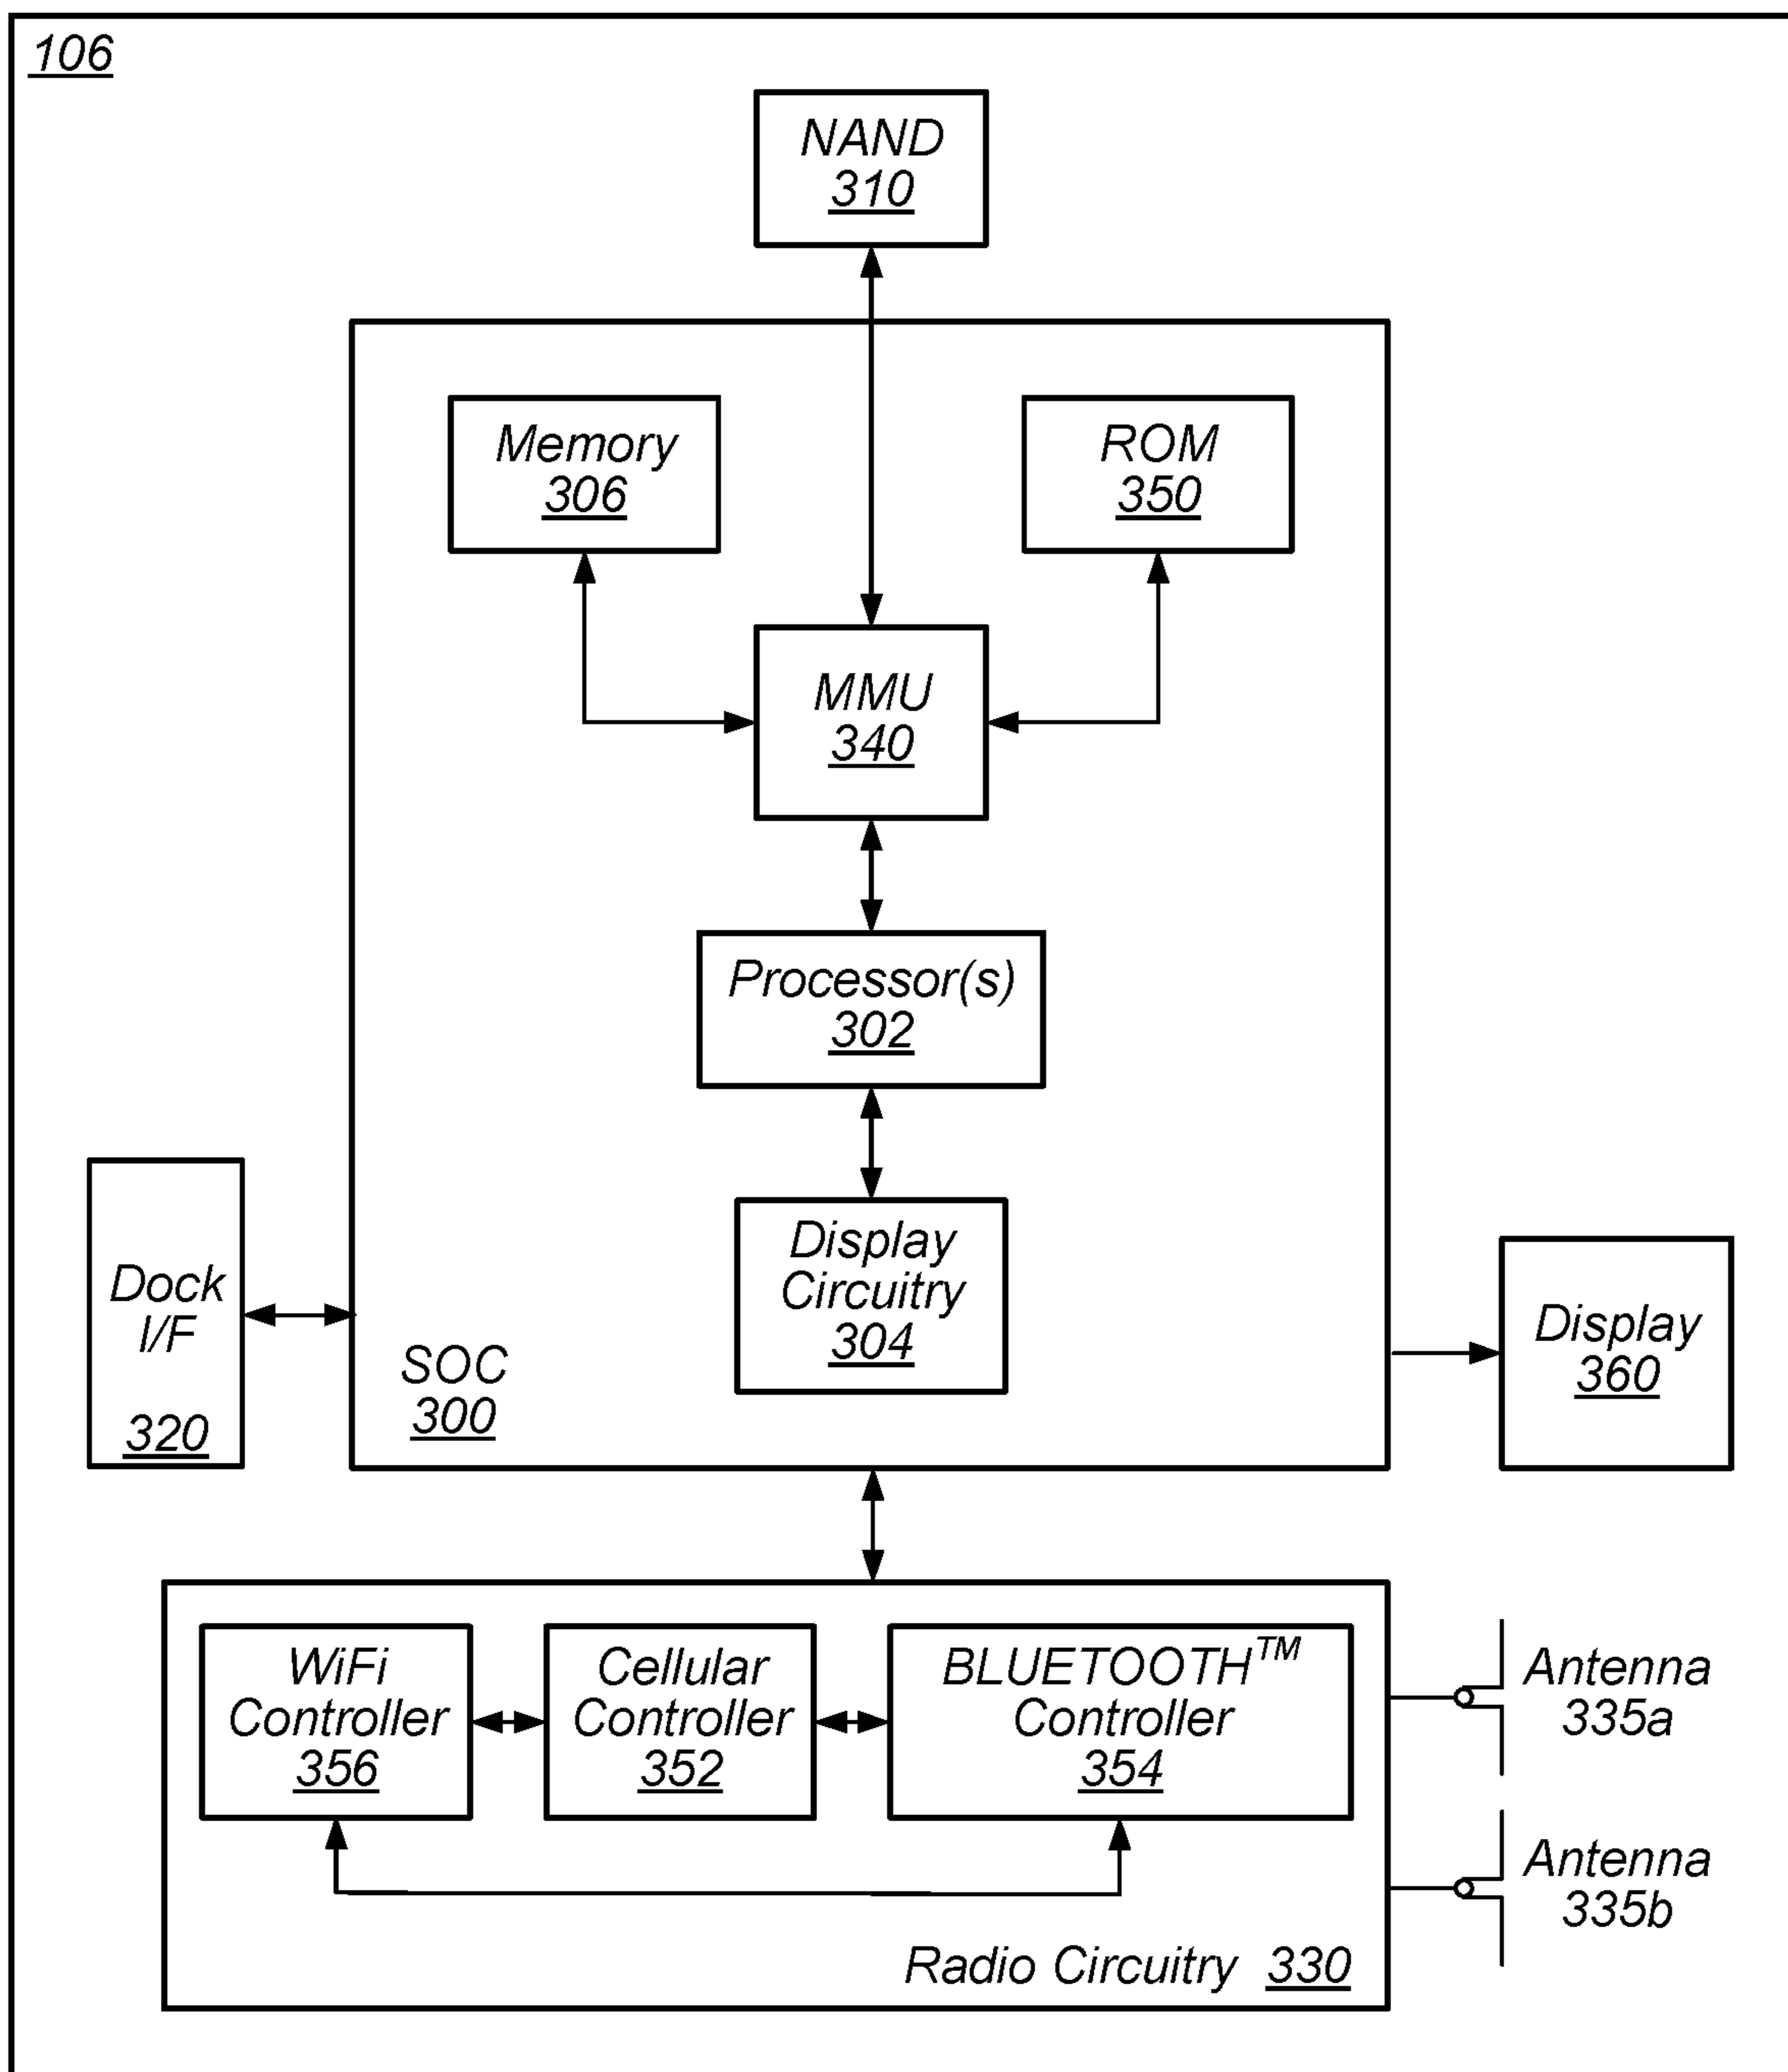 106
NAND
310
Memory
306
ROM
350
MMU
340
Processor(s)
302
Display
Circuitry
304
SOC
300
Dock
I/F
320
Display
360
WiFi
Controller
356
Cellular
Controller
352
BLUETOOTH™
Controller
354
Antenna
335a
Antenna
335b
Radio Circuitry 330